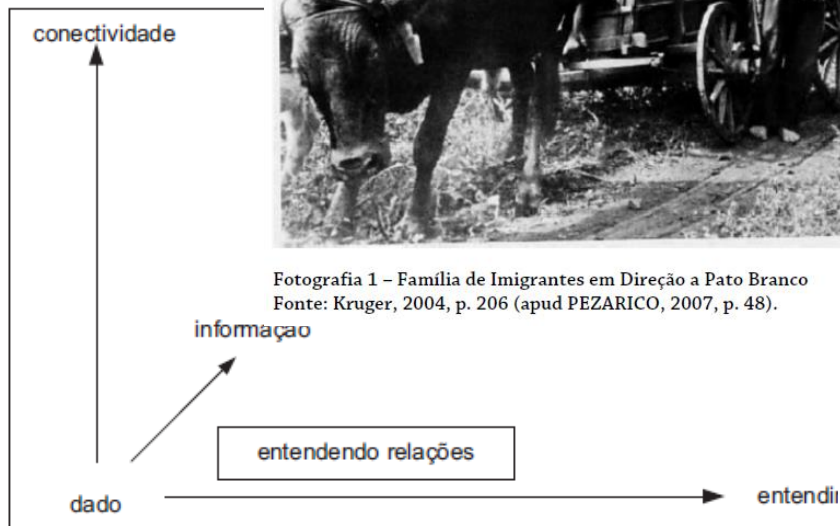 conectividade
Fotografia 1 – Família de Imigrantes em Direção a Pato Branco
Fonte: Kruger, 2004, p. 206 (apud PEZARICO, 2007, p. 48).
informação
entendendo relações
dado